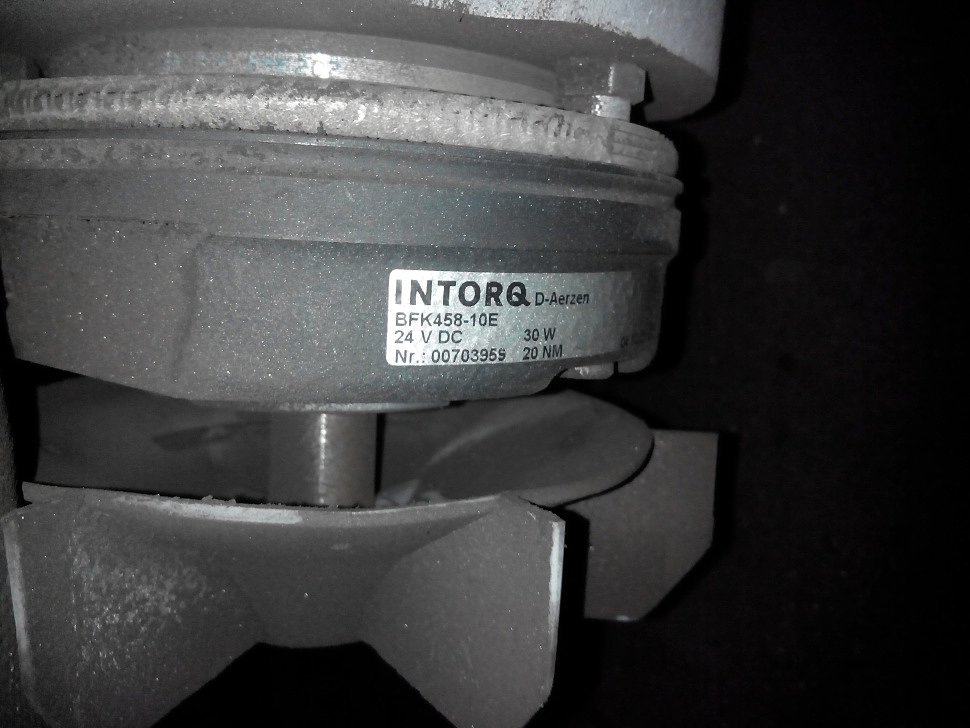 INTORQ D-Aerzen
BFK458-10E
24 V DC 30 W
Nr.: 00703959 20 NM